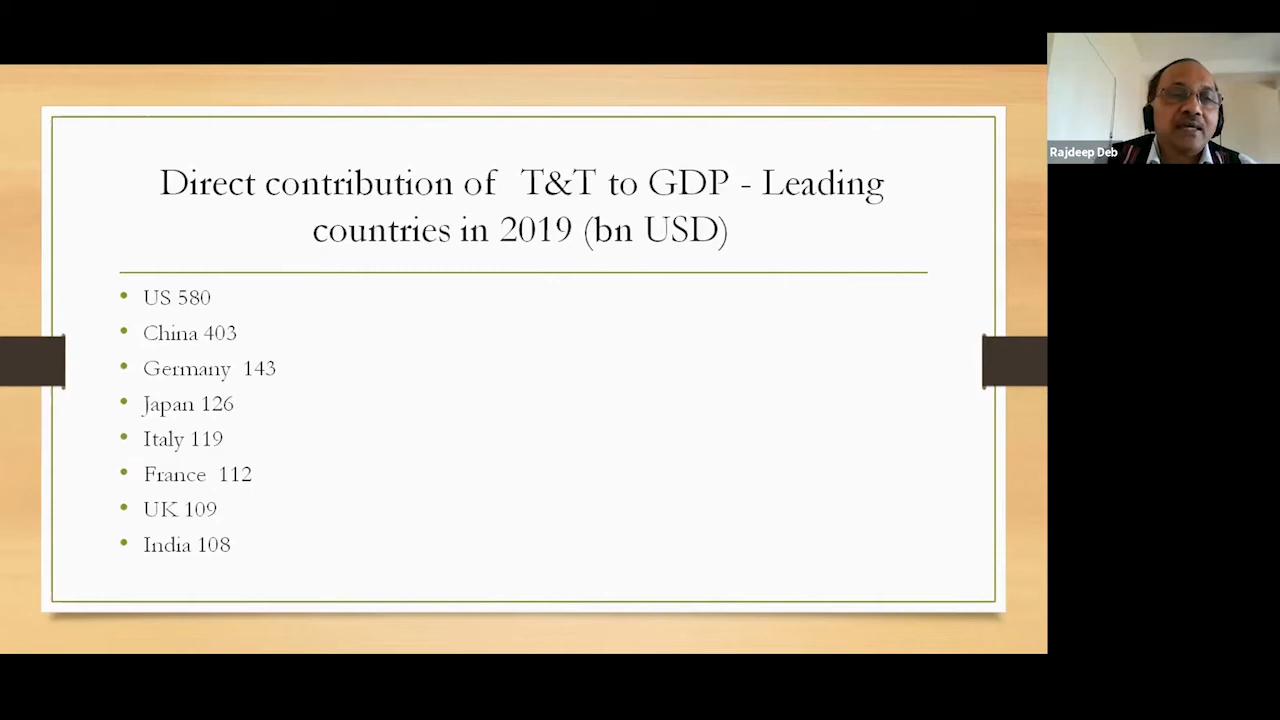 Direct contribution of  T&T to GDP - Leading
countries in 2019 (bn USD)
• US 580
• China 403
• Germany  143
• Japan 126
• Italy 119
• France  112
• UK 109
• India 108
Rajdeep Deb